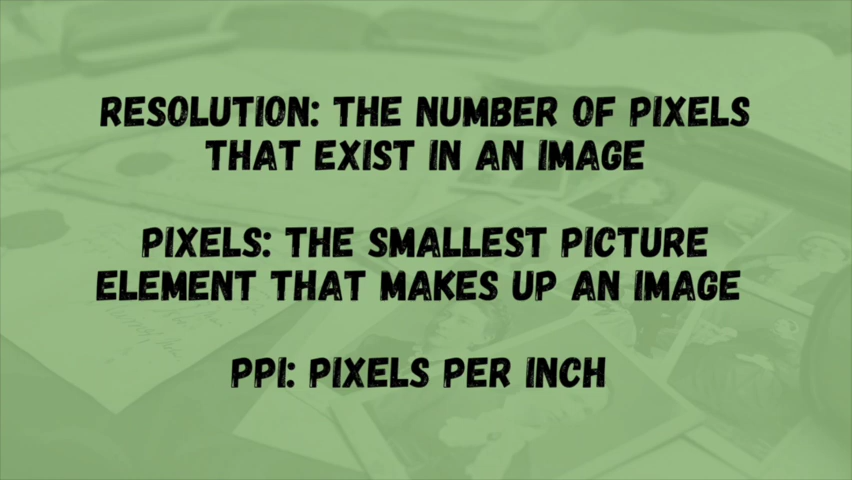 RESOLUTION: THE NUMBER OF PIXELS
THAT EXIST IN AN IMAGE
PIXELS: THE SMALLEST PICTURE
ELEMENT THAT MAKES UP AN IMAGE
PPI: PIXELS PER INCH